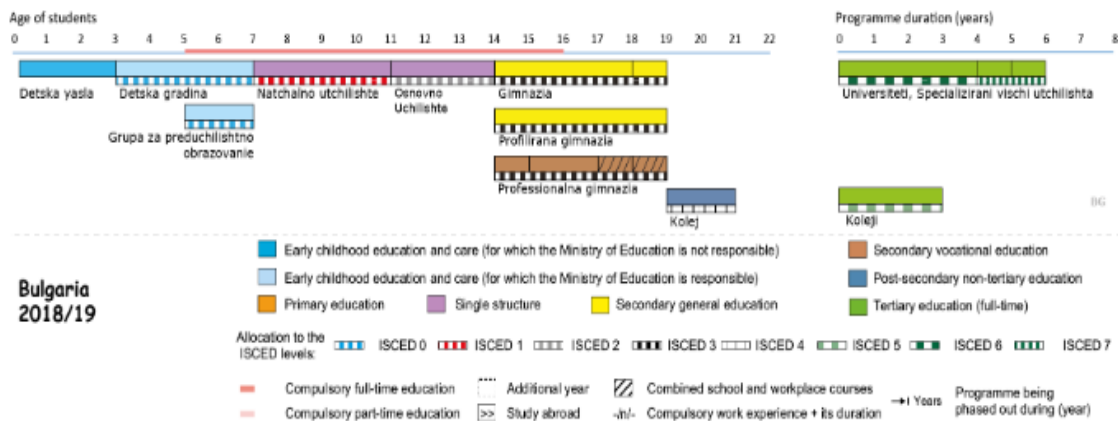 Age of students
Programme duration (years)
0 1 2 3 4 5 6 7 8 9 10 11 12 13 14 15 16 17 18 19 20 21 22
0 1 2 3 4 5 6 7 8
Detska yasla
Detska gradina
Natchalno utchilishte
Osnovno
Uchilishte
Gimnazia
Universiteti, Specializirani vischi utchilishta
Grupa za preduchilishtno
obrazovanie
Profilirana gimnazia
Professionalna gimnazia
Kolej
Koleji
BG
Bulgaria
2018/19
Early childhood education and care (for which the Ministry of Education is not responsible)
Secondary vocational education
Early childhood education and care (for which the Ministry of Education is responsible)
Post-secondary non-tertiary education
Primary education
Single structure
Secondary general education
Tertiary education (full-time)
Allocation to the
ISCED levels:
ISCED 0
ISCED 1
ISCED 2
ISCED 3
ISCED 4
ISCED 5
ISCED 6
ISCED 7
Compulsory full-time education
Additional year
Combined school and workplace courses
Years
Programme being
phased out during (year)
Compulsory part-time education
>> Study abroad
-/n/- Compulsory work experience + its duration